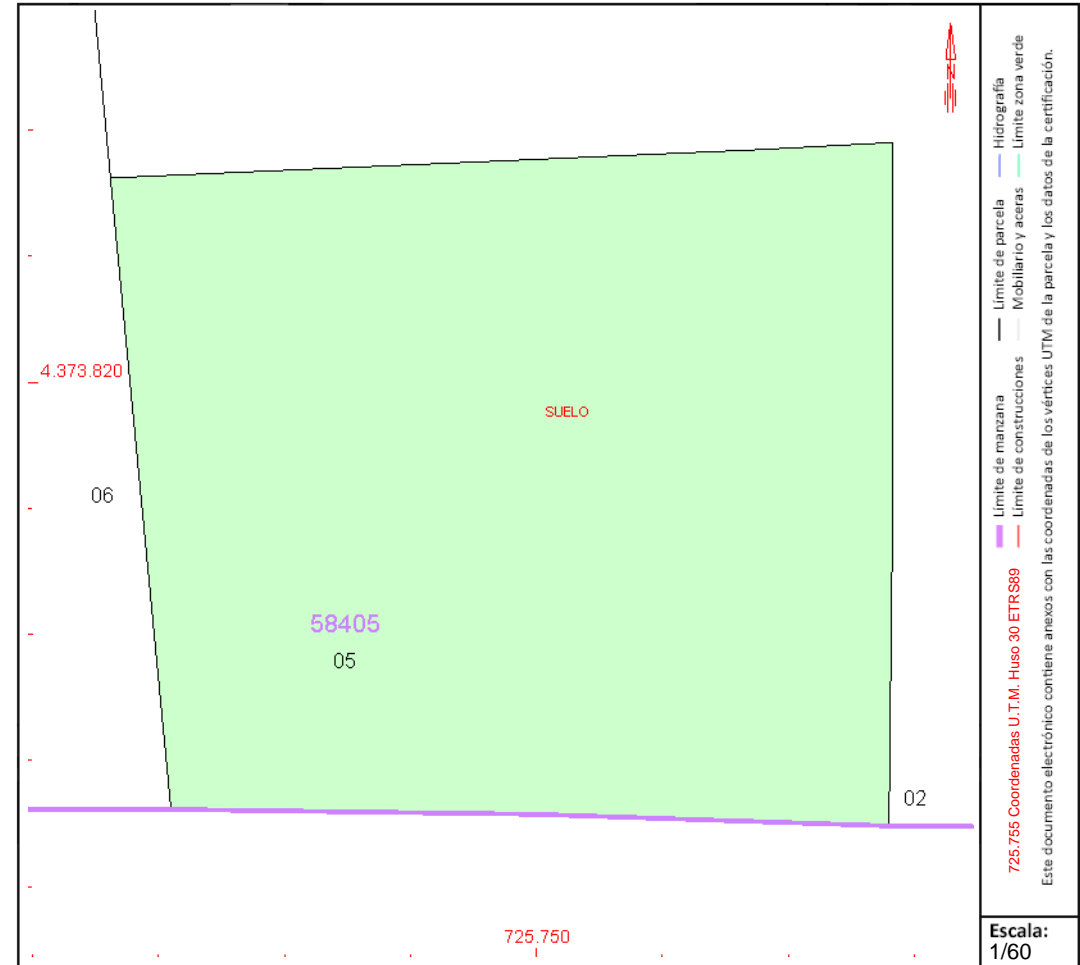 4.373.820
SUELO
06
58405
05
02
725.750
N
Límite de manzana
Límite de parcela
Hidrografía
725.755 Coordenadas U.T.M. Huso 30 ETRS89
Límite de construcciones
Mobiliario y aceras
Límite zona verde
Este documento electrónico contiene anexos con las coordenadas de los vértices UTM de la parcela y los datos de la certificación.
Escala:
1/60